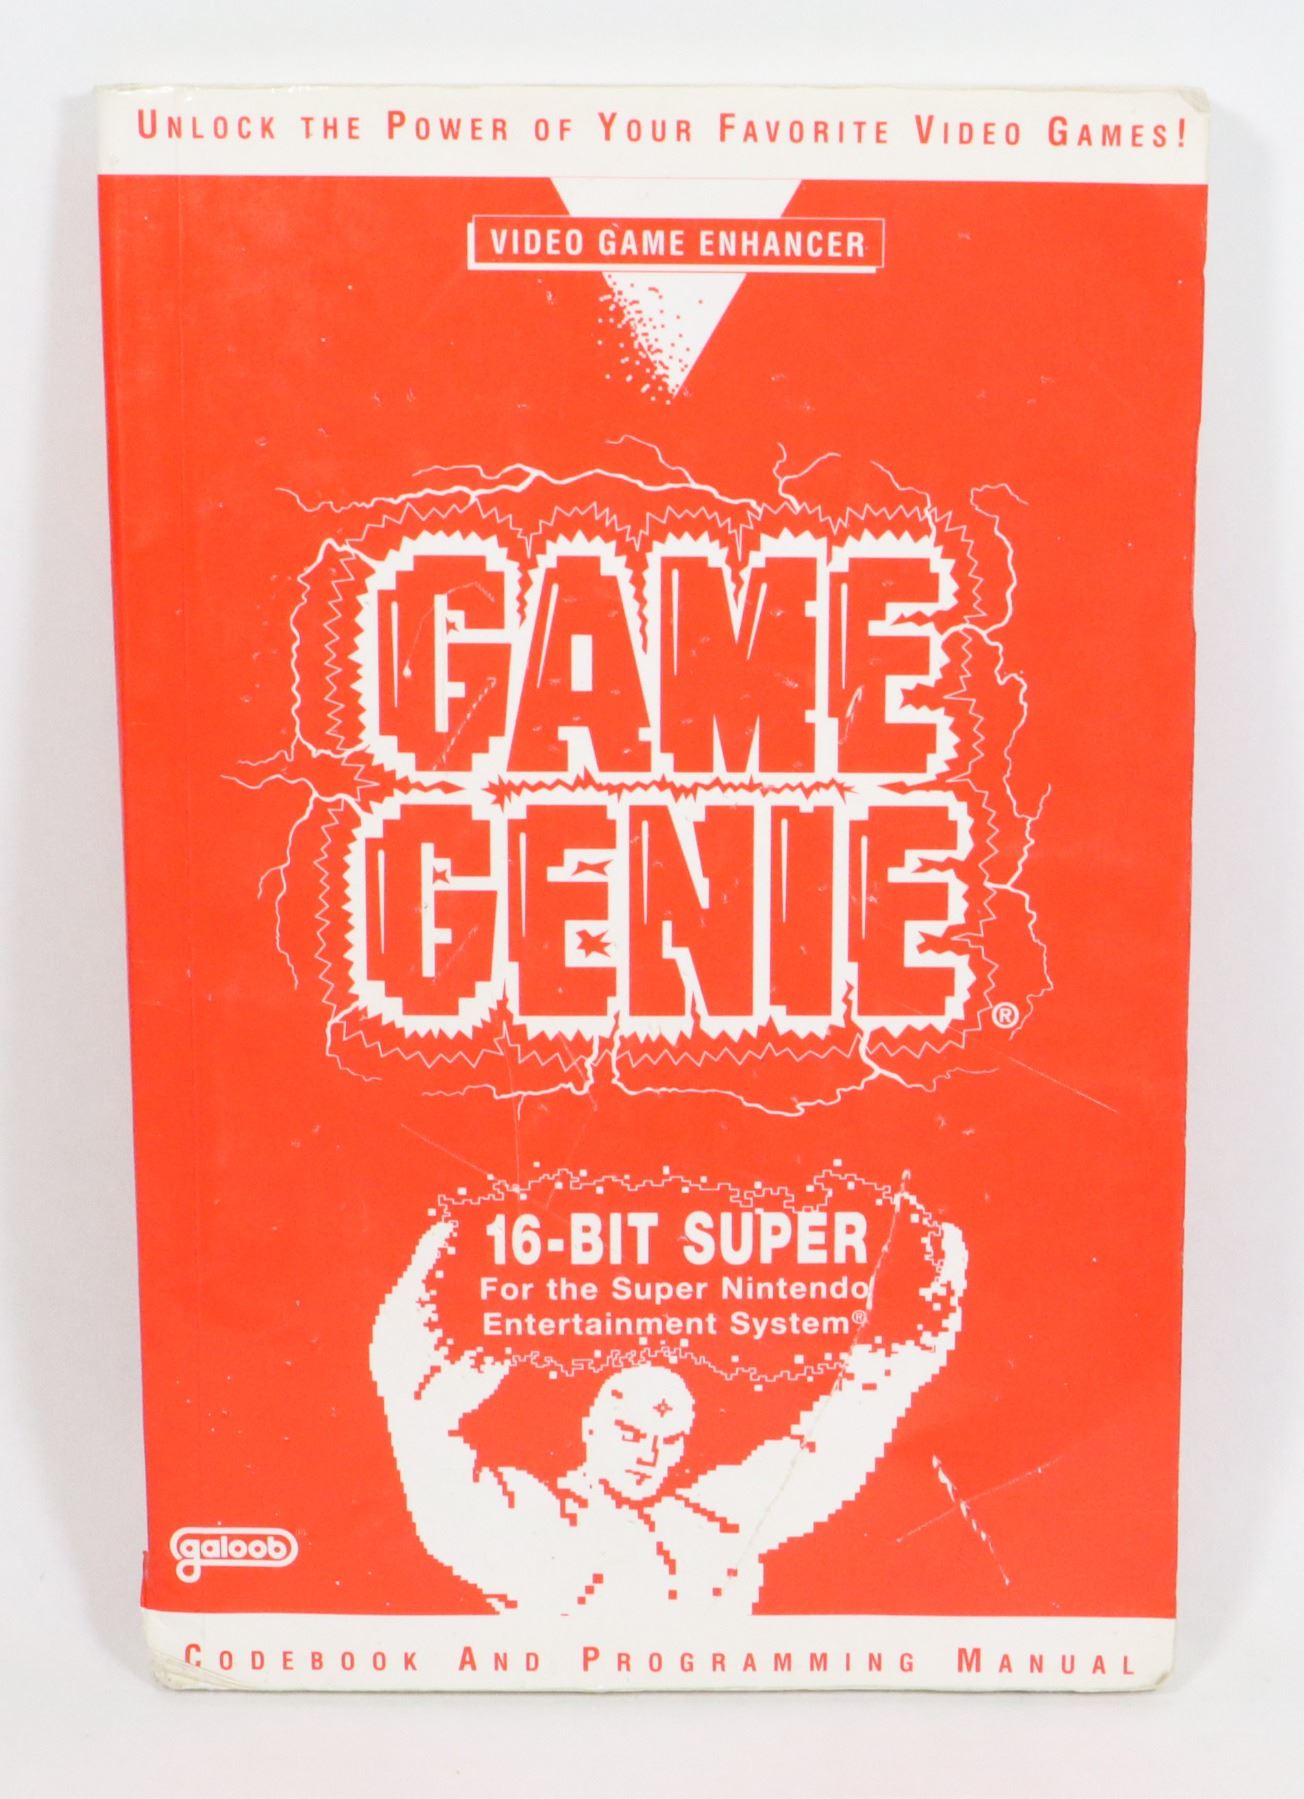 UNLOCK THE POWER OF YOUR FAVORITE VIDEO GAMES!
VIDEO GAME ENHANCER
GAME
GENIE®
16-BIT SUPER
For the Super Nintendo
Entertainment System®
galoob
CODEBOOK AND PROGRAMMING MANUAL